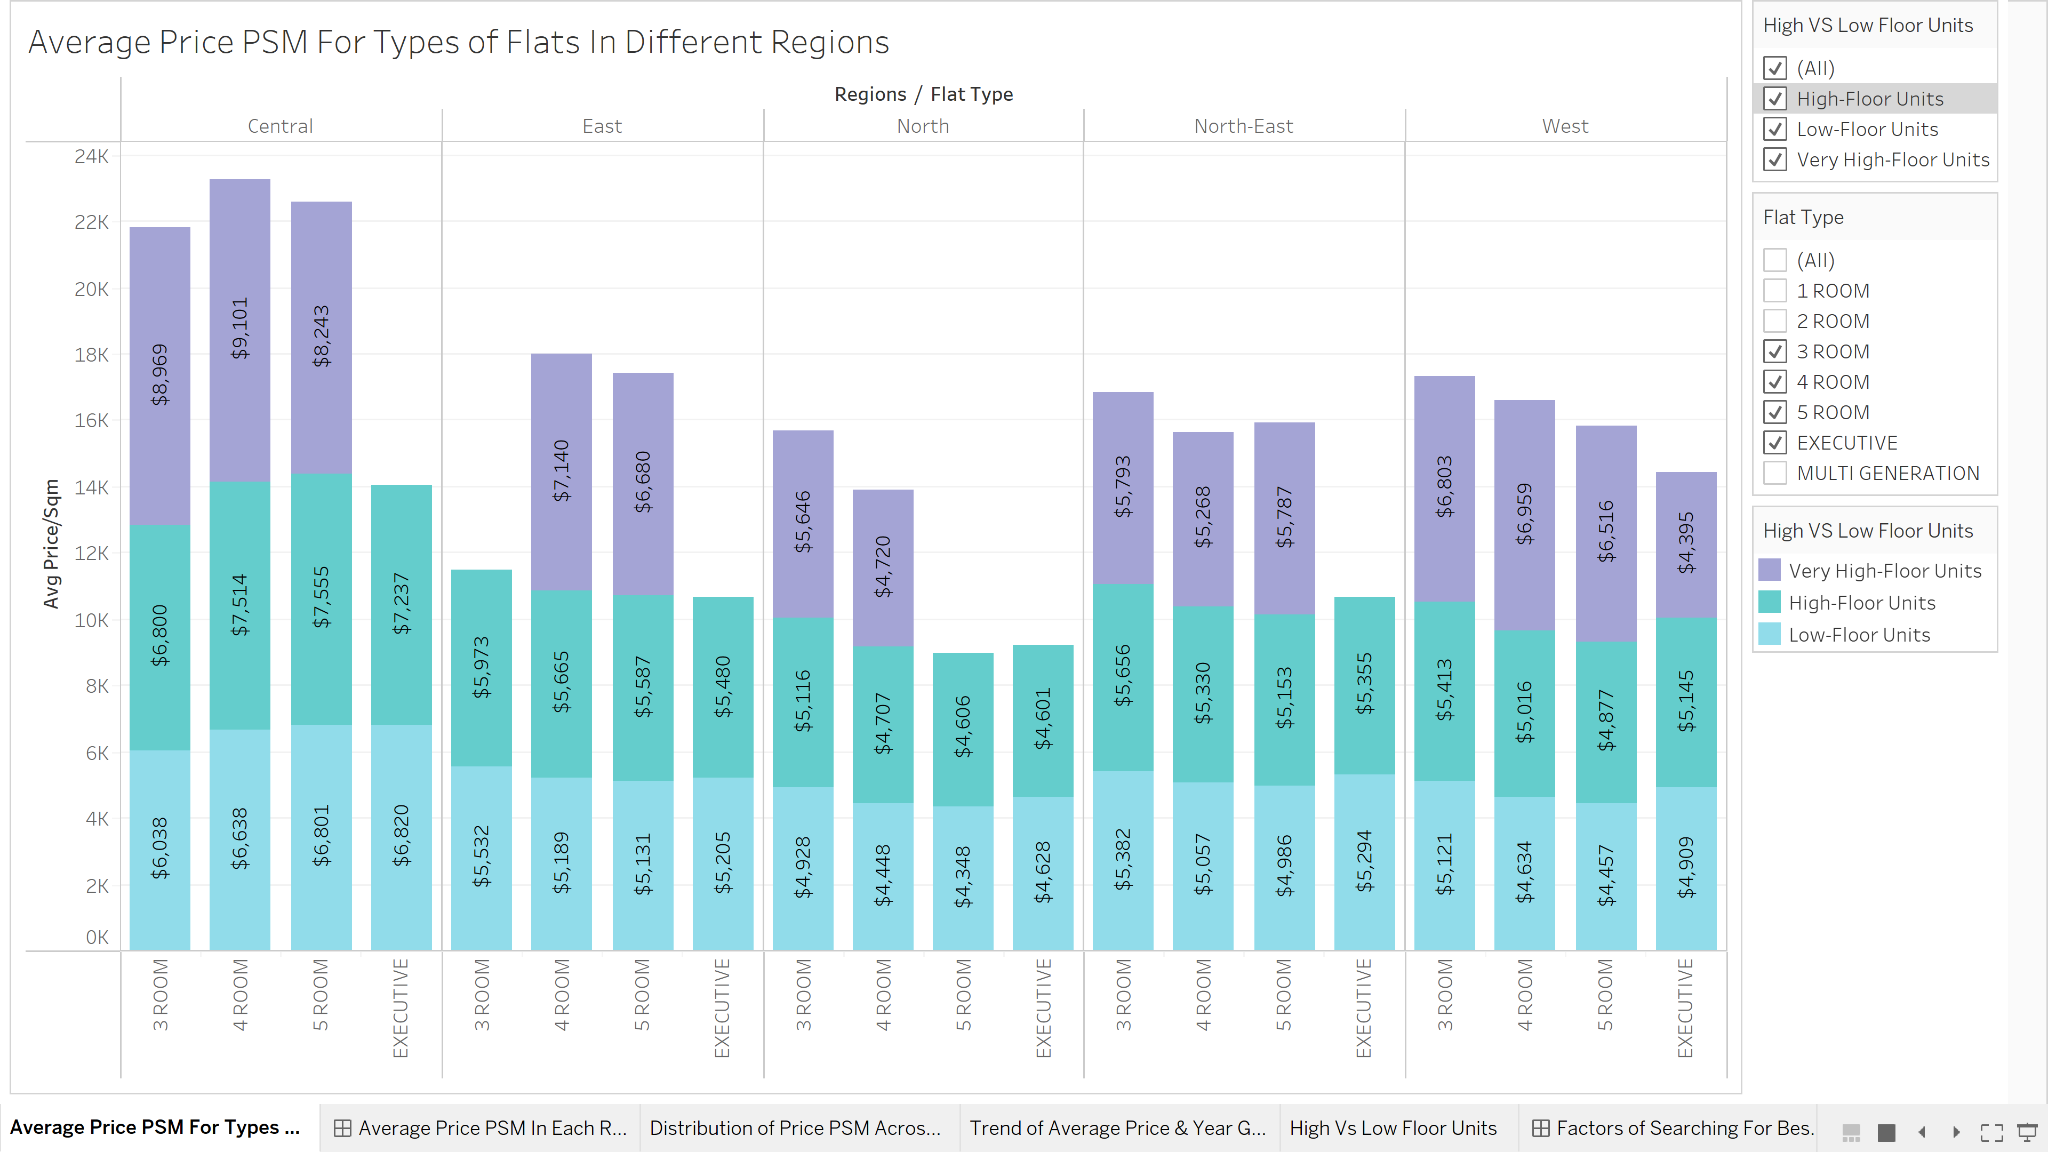 Average Price PSM For Types of Flats In Different Regions
Regions / Flat Type
Central East North North-East West
24K
22K
20K
18K
16K
14K
12K
10K
8K
6K
4K
2K
0K
Avg Price/Sqm
$8,969 $6,800 $6,038
$9,101 $7,514 $6,638
$8,243 $7,555 $6,801
$7,237 $6,820
$5,973 $5,532
$7,140 $5,665 $5,189
$6,680 $5,587 $5,131
$5,480 $5,205
$5,646 $5,116 $4,928
$4,720 $4,707 $4,448
$4,606 $4,348
$4,601 $4,628
$5,793 $5,656 $5,382
$5,268 $5,330 $5,057
$5,787 $5,153 $4,986
$5,355 $5,294
$6,803 $5,413 $5,121
$6,959 $5,016 $4,634
$6,516 $4,877 $4,457
$4,395 $5,145 $4,909
3 ROOM 4 ROOM 5 ROOM EXECUTIVE 3 ROOM 4 ROOM 5 ROOM EXECUTIVE 3 ROOM 4 ROOM 5 ROOM EXECUTIVE 3 ROOM 4 ROOM 5 ROOM EXECUTIVE 3 ROOM 4 ROOM 5 ROOM EXECUTIVE
High VS Low Floor Units
(All)
High-Floor Units
Low-Floor Units
Very High-Floor Units
Flat Type
(All)
1 ROOM
2 ROOM
3 ROOM
4 ROOM
5 ROOM
EXECUTIVE
MULTI GENERATION
High VS Low Floor Units
Very High-Floor Units
High-Floor Units
Low-Floor Units
Average Price PSM For Types ... Average Price PSM In Each R... Distribution of Price PSM Acros... Trend of Average Price & Year G... High Vs Low Floor Units Factors of Searching For Bes.